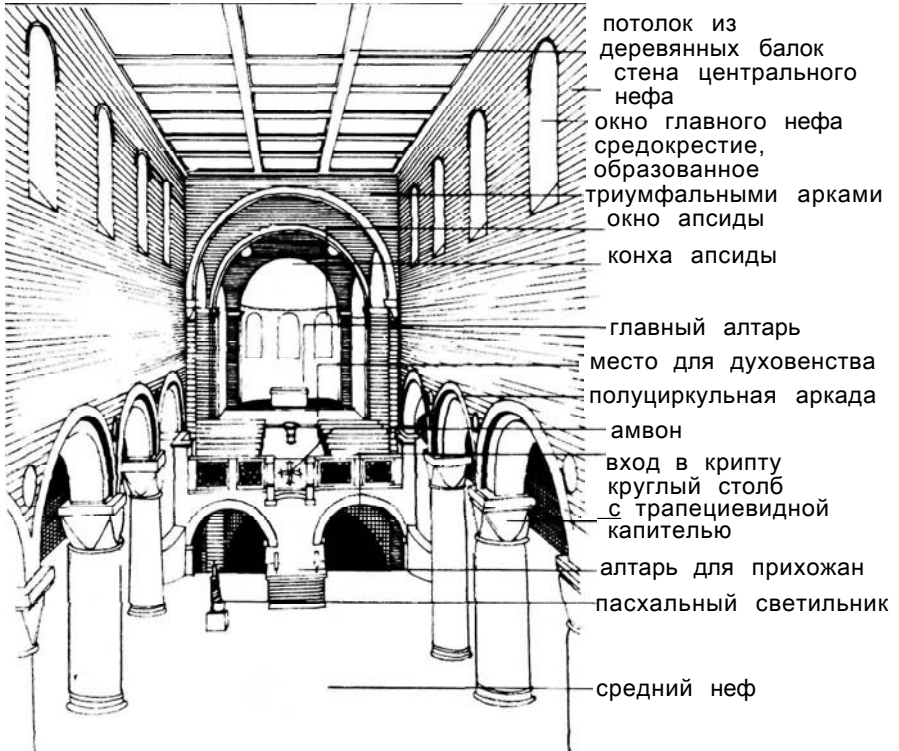 потолок из
деревянных балок
стена центрального
нефа
окно главного нефа
средокрестие,
образованное
триумфальными арками
окно апсиды
конха апсиды
главный алтарь
место для духовенства
полуциркульная аркада
амвон
вход в крипту
круглый столб
с трапециевидной
капителью
алтарь для прихожан
пасхальный светильник
средний неф